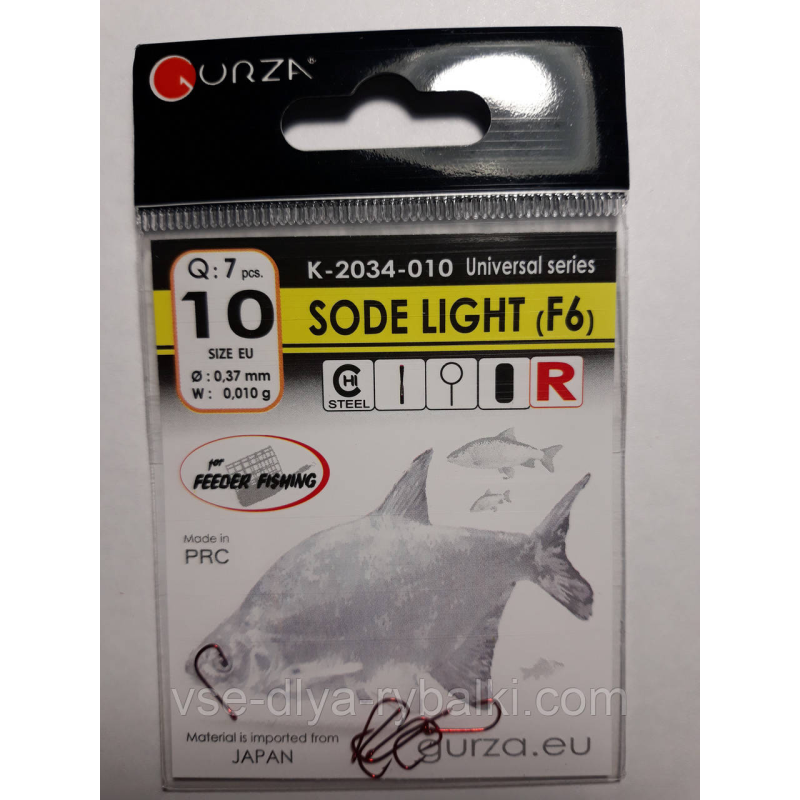 GURZA®
Q: 7 pcs.
10
SIZE EU
Ø : 0,37 mm
W : 0,010 g
K-2034-010 Universal series
SODE LIGHT (F6)
CHI
STEEL
R
for
FEEDER FISHING
Made in
PRC
vse-dlya-rybalki.com
Material is imported from
JAPAN
gurza.eu